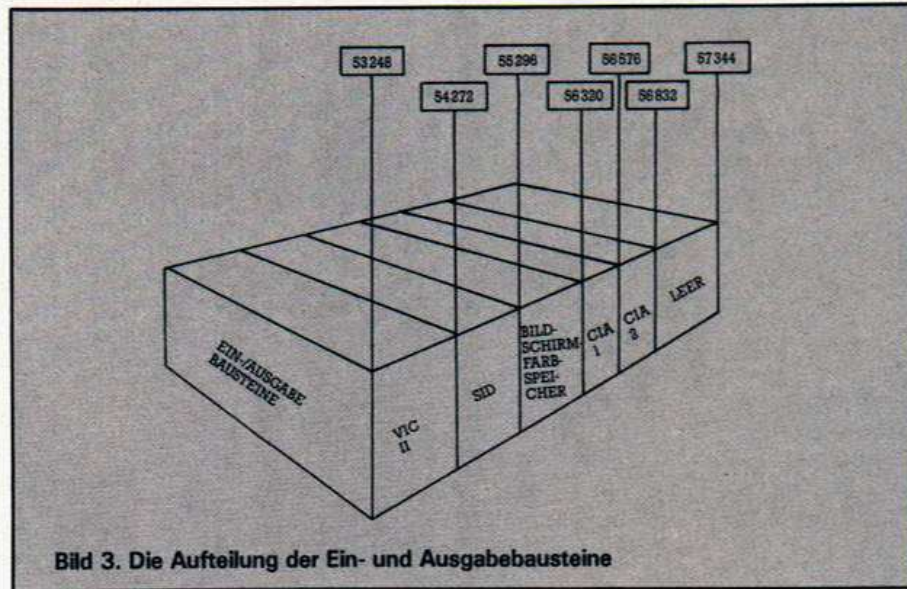 53248
55296
56576
57344
54272
56320
56832
EIN-/AUSGABE
BAUSTEINE
VIC
II
SID
BILD-
SCHIRM-
FARB-
SPEI-
CHER
CIA
1
CIA
2
LEER
Bild 3. Die Aufteilung der Ein- und Ausgabebausteine